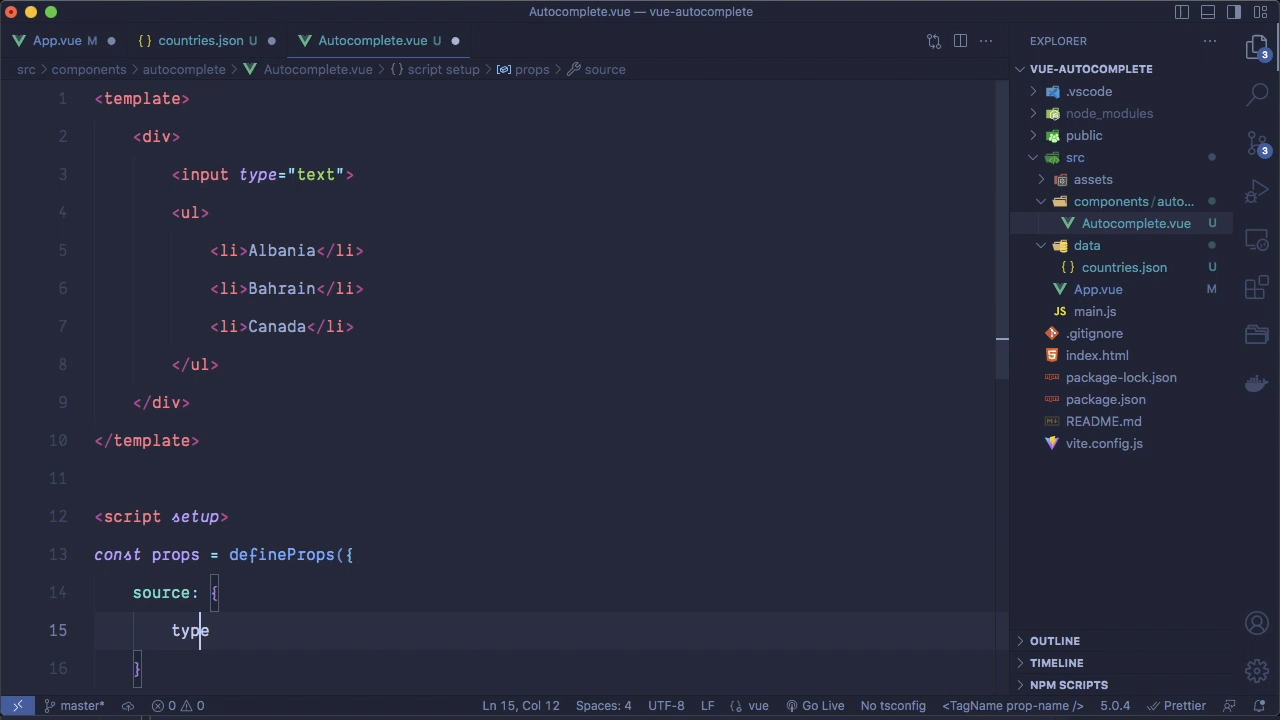 Autocomplete.vue — vue-autocomplete
App.vue M
{} countries.json U
Autocomplete.vue U
EXPLORER
src > components > autocomplete > Autocomplete.vue > {} script setup > props > source
1 <template>
2 <div>
3 <input type="text">
4 <ul>
5 <li>Albania</li>
6 <li>Bahrain</li>
7 <li>Canada</li>
8 </ul>
9 </div>
10 </template>
11
12 <script setup>
13 const props = defineProps({
14 source: {
15 type
16 }
VUE-AUTOCOMPLETE
.vscode
node_modules
public
src
assets
components/auto...
Autocomplete.vue U
data
{} countries.json U
App.vue M
JS main.js
.gitignore
index.html
package-lock.json
package.json
README.md
vite.config.js
3
3
OUTLINE
TIMELINE
NPM SCRIPTS
master* 0 0 Ln 15, Col 12 Spaces: 4 UTF-8 LF {} vue Go Live No tsconfig <TagName prop-name /> 5.0.4 Prettier